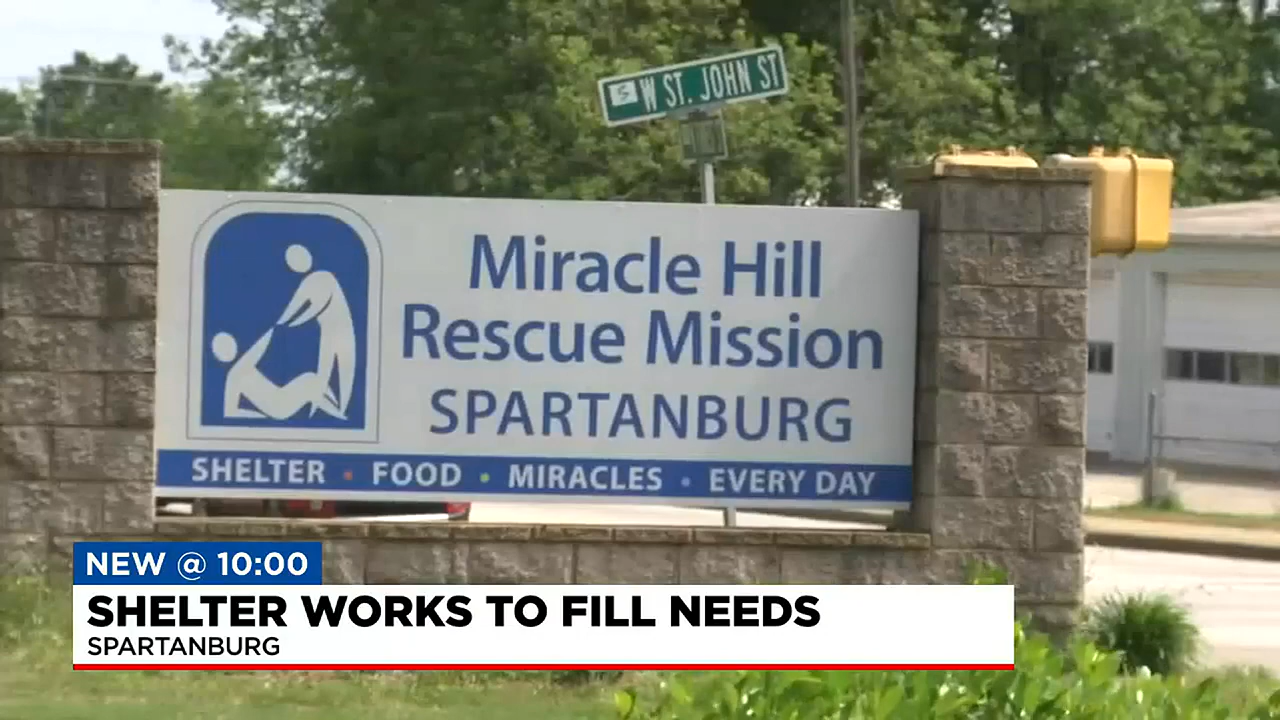 S W ST. JOHN ST
Miracle Hill
Rescue Mission
SPARTANBURG
SHELTER • FOOD • MIRACLES • EVERY DAY
NEW @ 10:00
SHELTER WORKS TO FILL NEEDS
SPARTANBURG